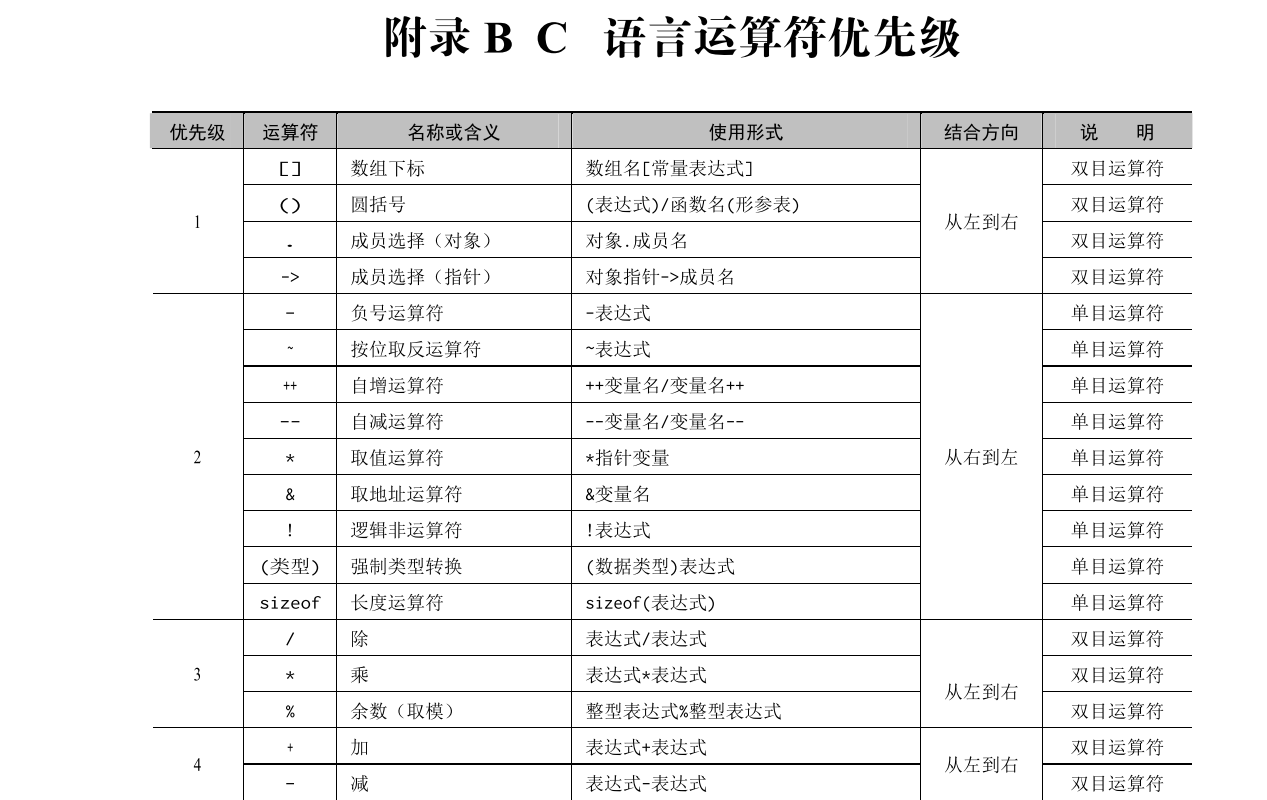 附录 B C 语言运算符优先级
优先级 运算符 名称或含义 使用形式 结合方向 说 明
1 [] 数组下标 数组名[常量表达式] 从左到右 双目运算符
() 圆括号 (表达式)/函数名(形参表) 双目运算符
. 成员选择（对象） 对象.成员名 双目运算符
-> 成员选择（指针） 对象指针->成员名 双目运算符
2 - 负号运算符 -表达式 从右到左 单目运算符
~ 按位取反运算符 ~表达式 单目运算符
++ 自增运算符 ++变量名/变量名++ 单目运算符
-- 自减运算符 --变量名/变量名-- 单目运算符
* 取值运算符 *指针变量 单目运算符
& 取地址运算符 &变量名 单目运算符
! 逻辑非运算符 !表达式 单目运算符
(类型) 强制类型转换 (数据类型)表达式 单目运算符
sizeof 长度运算符 sizeof(表达式) 单目运算符
3 / 除 表达式/表达式 从左到右 双目运算符
* 乘 表达式*表达式 双目运算符
% 余数（取模） 整型表达式%整型表达式 双目运算符
4 + 加 表达式+表达式 从左到右 双目运算符
- 减 表达式-表达式 双目运算符